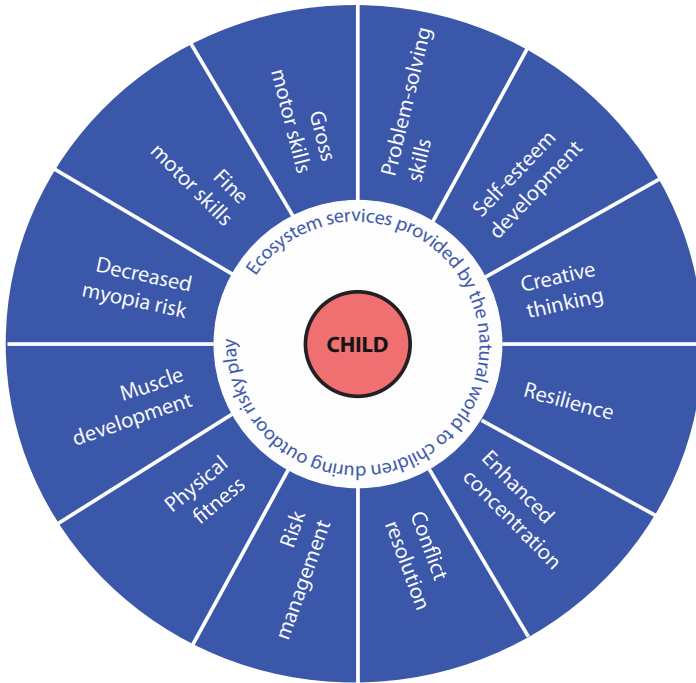 Problem-solving
skills
Self-esteem
development
Creative
thinking
Resilience
Enhanced
concentration
Conflict
resolution
Risk
management
Physical
fitness
Muscle
development
Decreased
myopia risk
Fine
motor skills
Gross
motor skills
Ecosystem services provided by the natural world to children during outdoor risky play
CHILD